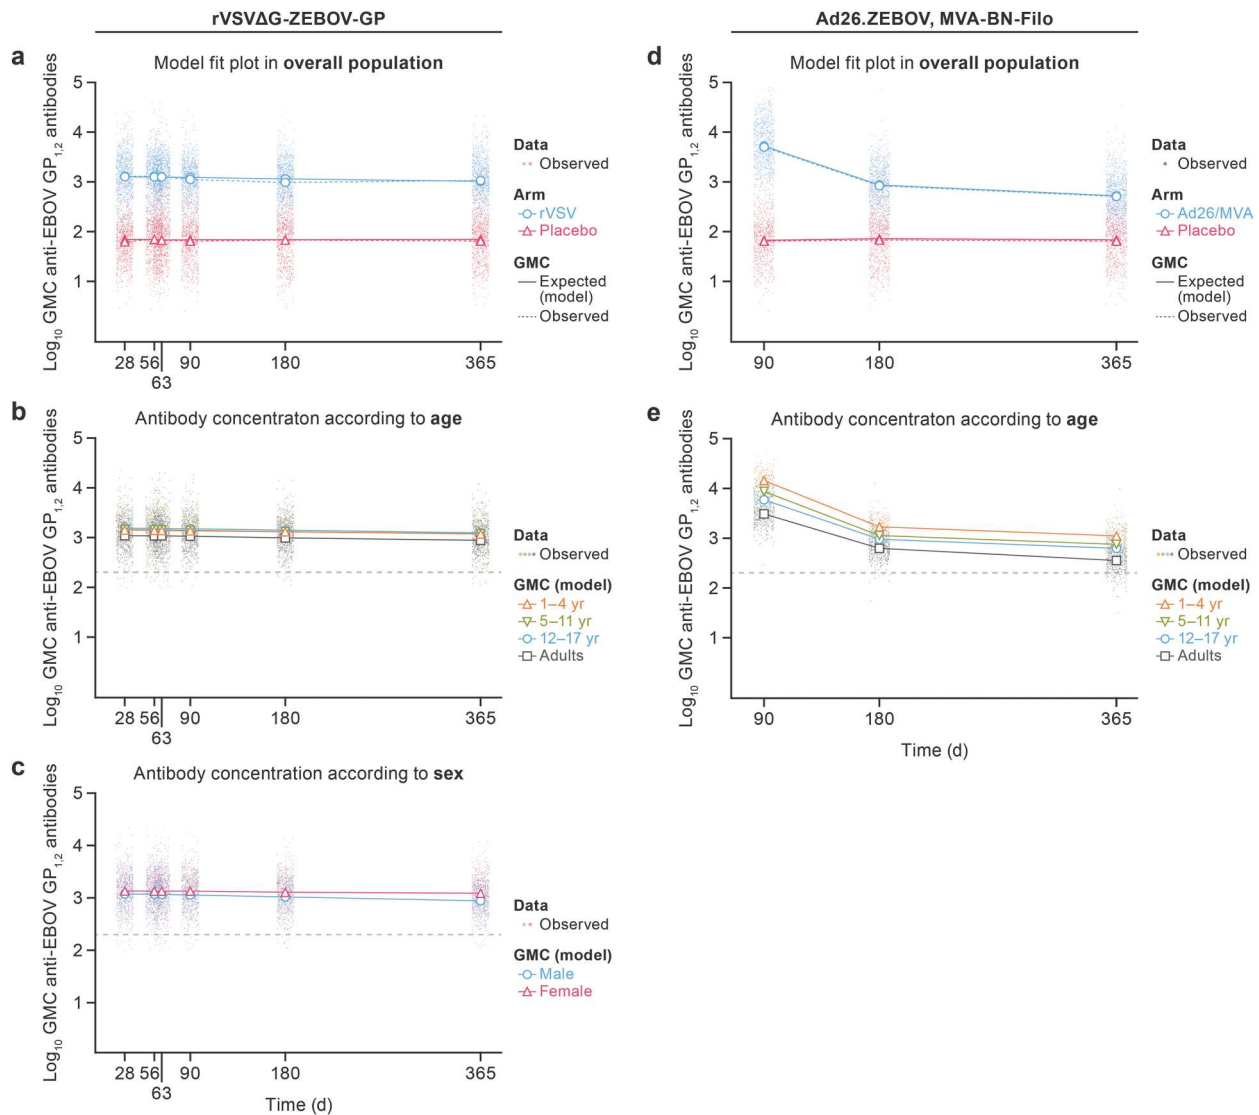 rVSVΔG-ZEBOV-GP
a
Model fit plot in overall population
Log₁₀ GMC anti-EBOV GP₁,₂ antibodies
5
4
3
2
1
28 56 90 180 365
63
Data
Observed
Arm
rVSV
Placebo
GMC
Expected
(model)
Observed
b
Antibody concentraton according to age
Log₁₀ GMC anti-EBOV GP₁,₂ antibodies
5
4
3
2
1
28 56 90 180 365
63
Data
Observed
GMC (model)
1–4 yr
5–11 yr
12–17 yr
Adults
c
Antibody concentration according to sex
Log₁₀ GMC anti-EBOV GP₁,₂ antibodies
5
4
3
2
1
28 56 90 180 365
63
Time (d)
Data
Observed
GMC (model)
Male
Female
Ad26.ZEBOV, MVA-BN-Filo
d
Model fit plot in overall population
Log₁₀ GMC anti-EBOV GP₁,₂ antibodies
5
4
3
2
1
90 180 365
Data
Observed
Arm
Ad26/MVA
Placebo
GMC
Expected
(model)
Observed
e
Antibody concentraton according to age
Log₁₀ GMC anti-EBOV GP₁,₂ antibodies
5
4
3
2
1
90 180 365
Time (d)
Data
Observed
GMC (model)
1–4 yr
5–11 yr
12–17 yr
Adults